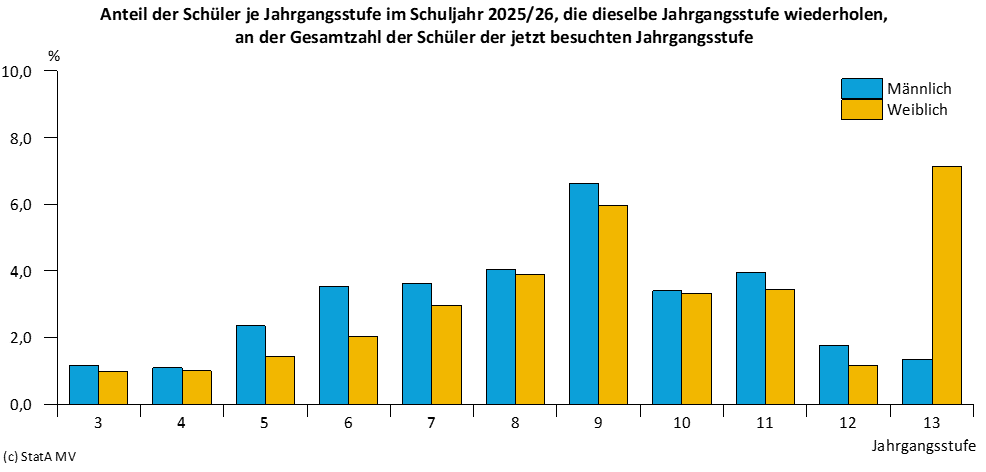 Anteil der Schüler je Jahrgangsstufe im Schuljahr 2025/26, die dieselbe Jahrgangsstufe wiederholen,
an der Gesamtzahl der Schüler der jetzt besuchten Jahrgangsstufe
%
10,0
Männlich
Weiblich
8,0
6,0
4,0
2,0
0,0
3 4 5 6 7 8 9 10 11 12 13
Jahrgangsstufe
(c) StatA MV